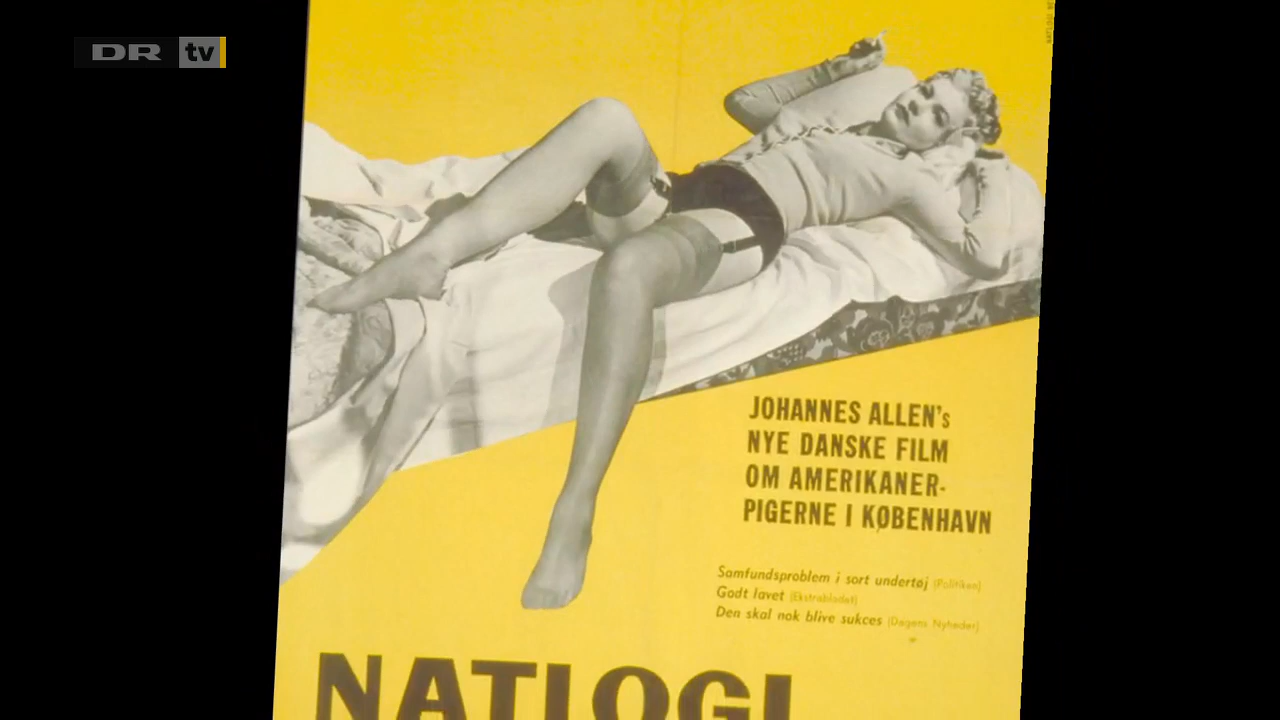 DR tv
JOHANNES ALLEN's
NYE DANSKE FILM
OM AMERIKANER-
PIGERNE I KØBENHAVN
Samfundsproblem i sort undertøj (Politiken)
Godt lavet (Ekstrabladet)
Den skal nok blive sukces (Dagens Nyheder)
NATLOGI